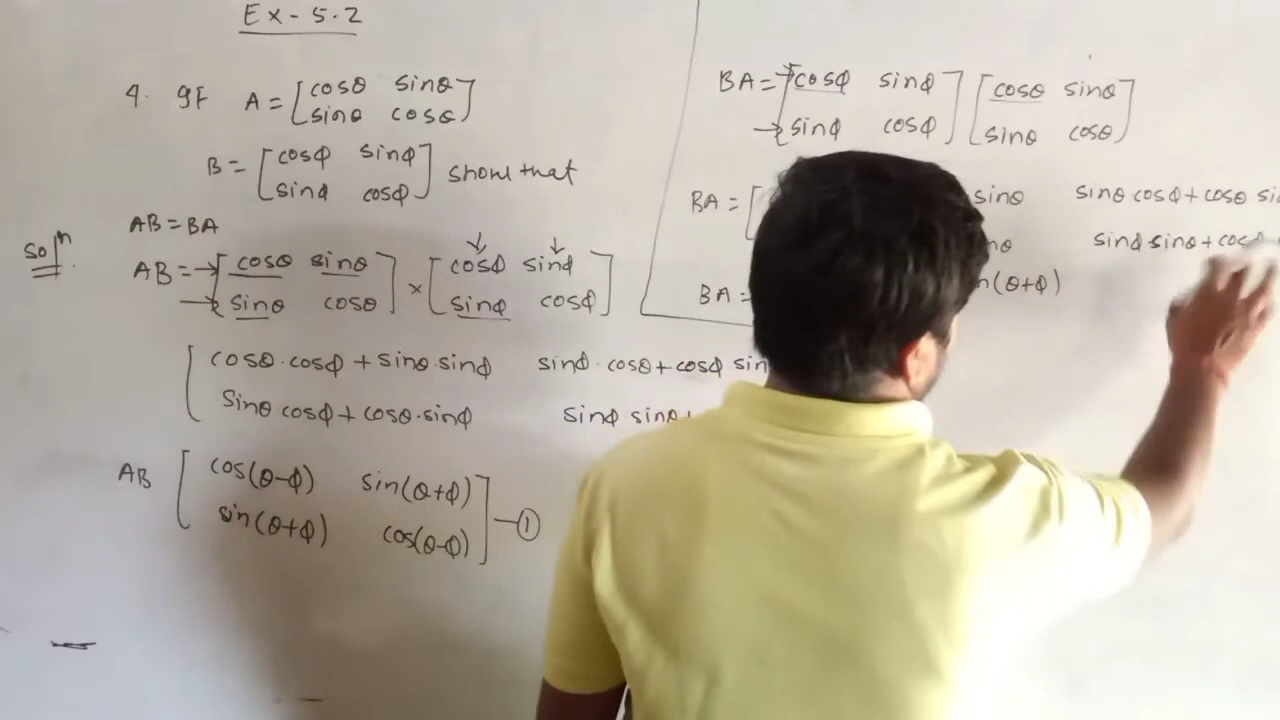 Ex - 5.2
4. If A = [cosθ sinθ
sinθ cosθ]
B = [cosϕ sinϕ
sinϕ cosϕ] show that
AB = BA
Solⁿ.
AB = → [cosθ sinθ] × [cosϕ sinϕ]
→ [sinθ cosθ] [sinϕ cosϕ]
[cosθ·cosϕ + sinθ·sinϕ sinϕ·cosθ + cosϕ sin
sinθ cosϕ + cosθ·sinϕ sinϕ sinθ +
AB [cos(θ-ϕ) sin(θ+ϕ)
sin(θ+ϕ) cos(θ-ϕ)] — ①
BA = → [cosϕ sinϕ] [cosθ sinθ]
→ [sinϕ cosϕ] [sinθ cosθ]
BA = [ sinθ sinθ cosϕ + cosθ
sinϕ sinθ +
BA = (θ+ϕ)